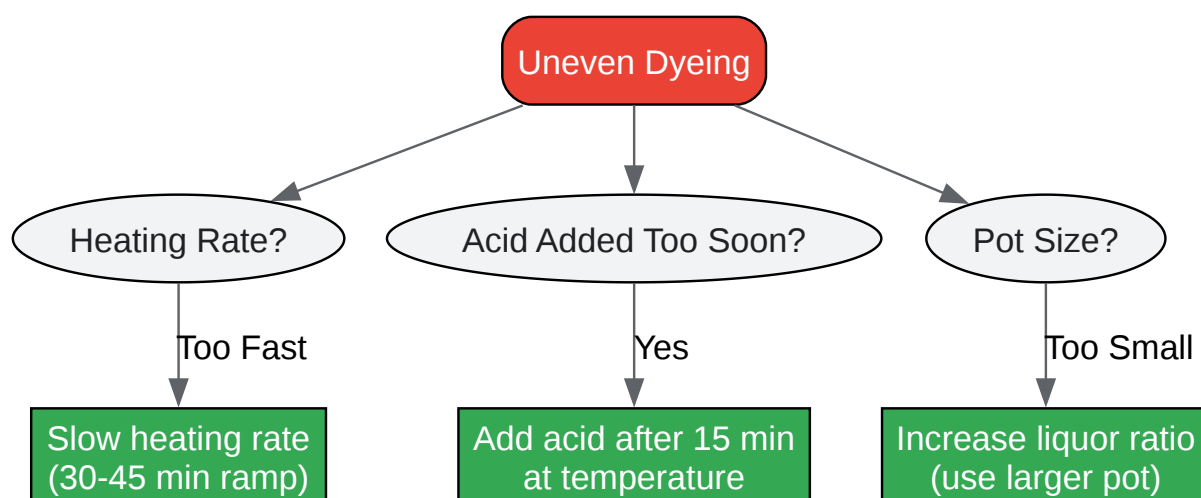 Uneven Dyeing
Heating Rate?
Acid Added Too Soon?
Pot Size?
Too Fast
Yes
Too Small
Slow heating rate
(30-45 min ramp)
Add acid after 15 min
at temperature
Increase liquor ratio
(use larger pot)